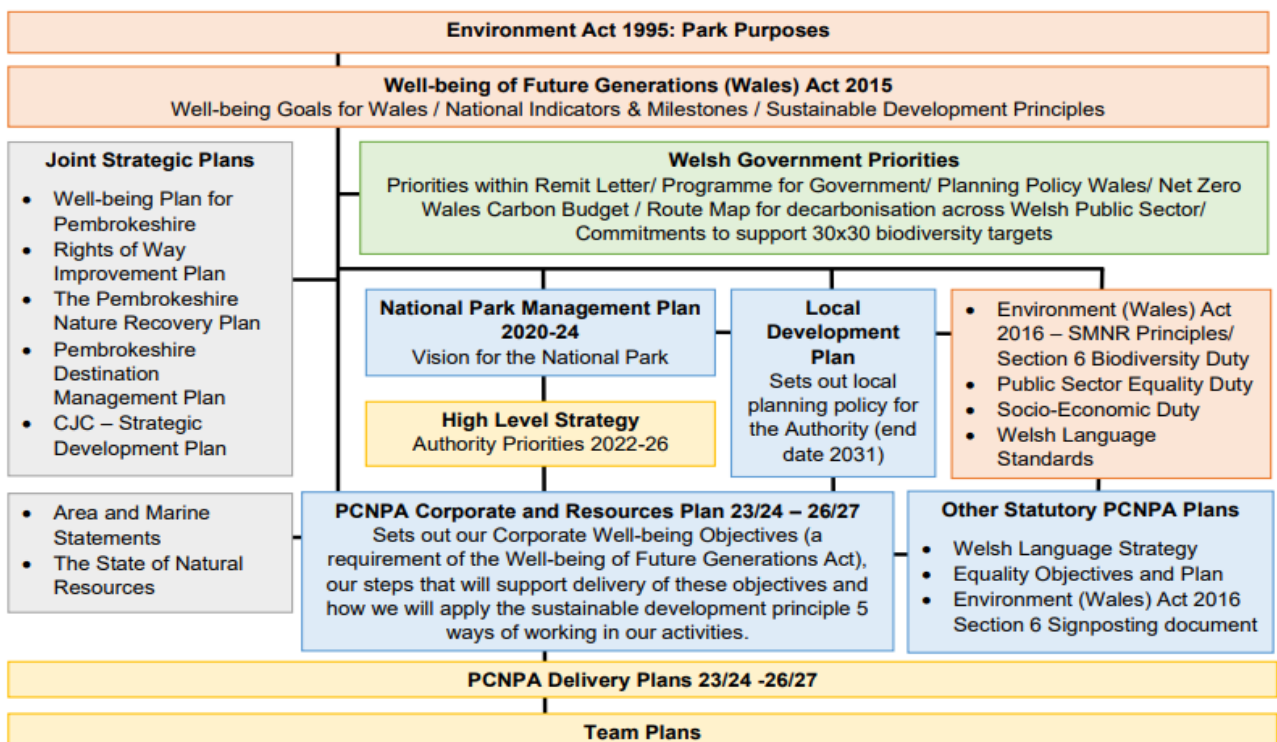 Environment Act 1995: Park Purposes
Well-being of Future Generations (Wales) Act 2015
Well-being Goals for Wales / National Indicators & Milestones / Sustainable Development Principles
Joint Strategic Plans
• Well-being Plan for
Pembrokeshire
• Rights of Way
Improvement Plan
• The Pembrokeshire
Nature Recovery Plan
• Pembrokeshire
Destination
Management Plan
• CJC – Strategic
Development Plan
Welsh Government Priorities
Priorities within Remit Letter/ Programme for Government/ Planning Policy Wales/ Net Zero
Wales Carbon Budget / Route Map for decarbonisation across Welsh Public Sector/
Commitments to support 30x30 biodiversity targets
National Park Management Plan
2020-24
Vision for the National Park
Local
Development
Plan
Sets out local
planning policy for
the Authority (end
date 2031)
• Environment (Wales) Act
2016 – SMNR Principles/
Section 6 Biodiversity Duty
• Public Sector Equality Duty
• Socio-Economic Duty
• Welsh Language
Standards
High Level Strategy
Authority Priorities 2022-26
• Area and Marine
Statements
• The State of Natural
Resources
PCNPA Corporate and Resources Plan 23/24 – 26/27
Sets out our Corporate Well-being Objectives (a
requirement of the Well-being of Future Generations Act),
our steps that will support delivery of these objectives and
how we will apply the sustainable development principle 5
ways of working in our activities.
Other Statutory PCNPA Plans
• Welsh Language Strategy
• Equality Objectives and Plan
• Environment (Wales) Act 2016
Section 6 Signposting document
PCNPA Delivery Plans 23/24 -26/27
Team Plans